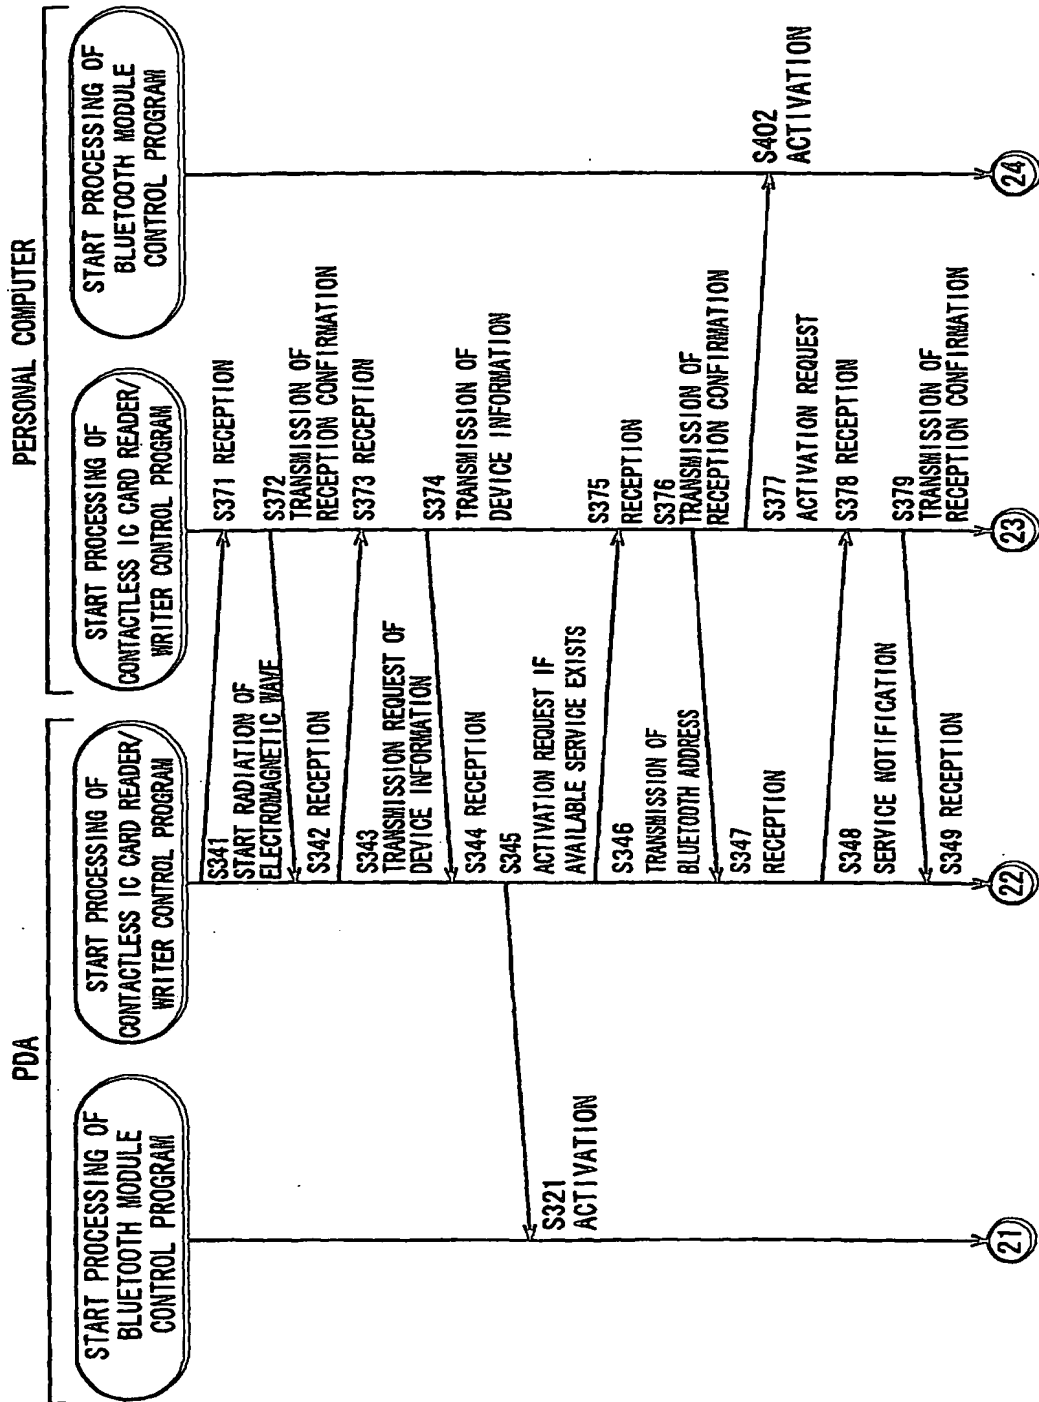 PDA
PERSONAL COMPUTER
START PROCESSING OF
BLUETOOTH MODULE
CONTROL PROGRAM
START PROCESSING OF
CONTACTLESS IC CARD READER/
WRITER CONTROL PROGRAM
START PROCESSING OF
CONTACTLESS IC CARD READER/
WRITER CONTROL PROGRAM
START PROCESSING OF
BLUETOOTH MODULE
CONTROL PROGRAM
S321
ACTIVATION
S341
START RADIATION OF
ELECTROMAGNETIC WAVE
S342 RECEPTION
S343
TRANSMISSION REQUEST OF
DEVICE INFORMATION
S344 RECEPTION
S345
ACTIVATION REQUEST IF
AVAILABLE SERVICE EXISTS
S346
TRANSMISSION OF
BLUETOOTH ADDRESS
S347
RECEPTION
S348
SERVICE NOTIFICATION
S349 RECEPTION
S371 RECEPTION
S372
TRANSMISSION OF
RECEPTION CONFIRMATION
S373 RECEPTION
S374
TRANSMISSION OF
DEVICE INFORMATION
S375
RECEPTION
S376
TRANSMISSION OF
RECEPTION CONFIRMATION
S377
ACTIVATION REQUEST
S378 RECEPTION
S379
TRANSMISSION OF
RECEPTION CONFIRMATION
S402
ACTIVATION
21
22
23
24